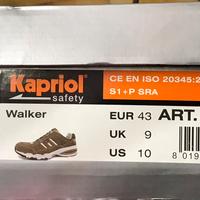 Kapriol
safety
CE EN ISO 20345:2
S1+P SRA
Walker
EUR 43 ART.
UK 9
US 10
8 019